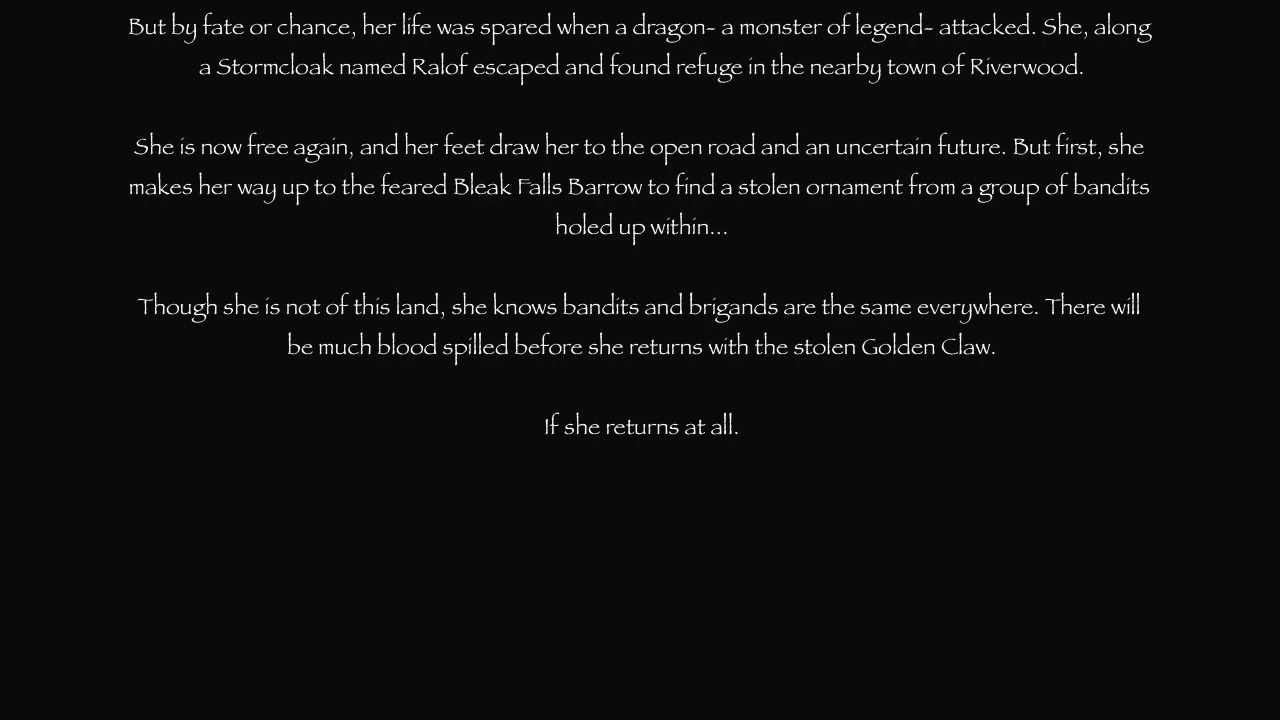 But by fate or chance, her life was spared when a dragon- a monster of legend- attacked. She, along
a Stormcloak named Ralof escaped and found refuge in the nearby town of Riverwood.
She is now free again, and her feet draw her to the open road and an uncertain future. But first, she
makes her way up to the feared Bleak Falls Barrow to find a stolen ornament from a group of bandits
holed up within...
Though she is not of this land, she knows bandits and brigands are the same everywhere. There will
be much blood spilled before she returns with the stolen Golden Claw.
If she returns at all.